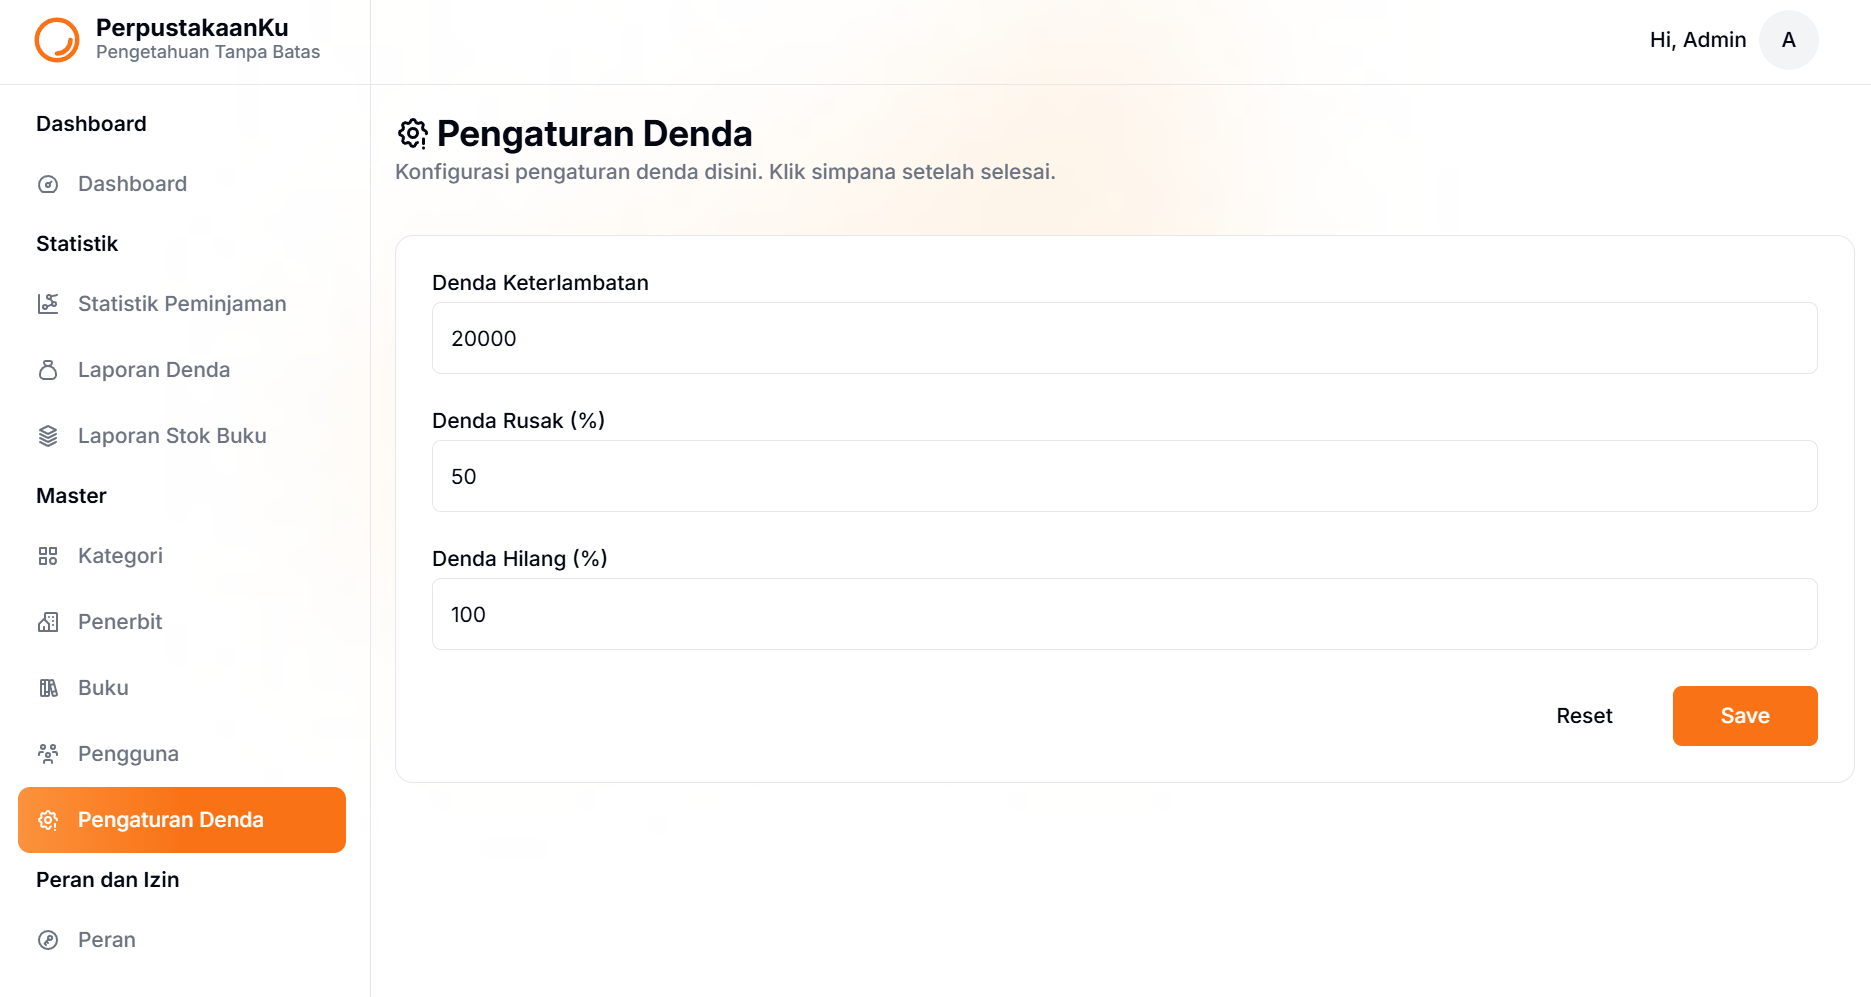 PerpustakaanKu
Pengetahuan Tanpa Batas
Hi, Admin
A
Dashboard
Dashboard
Statistik
Statistik Peminjaman
Laporan Denda
Laporan Stok Buku
Master
Kategori
Penerbit
Buku
Pengguna
Pengaturan Denda
Peran dan Izin
Peran
Pengaturan Denda
Konfigurasi pengaturan denda disini. Klik simpana setelah selesai.
Denda Keterlambatan
20000
Denda Rusak (%)
50
Denda Hilang (%)
100
Reset
Save